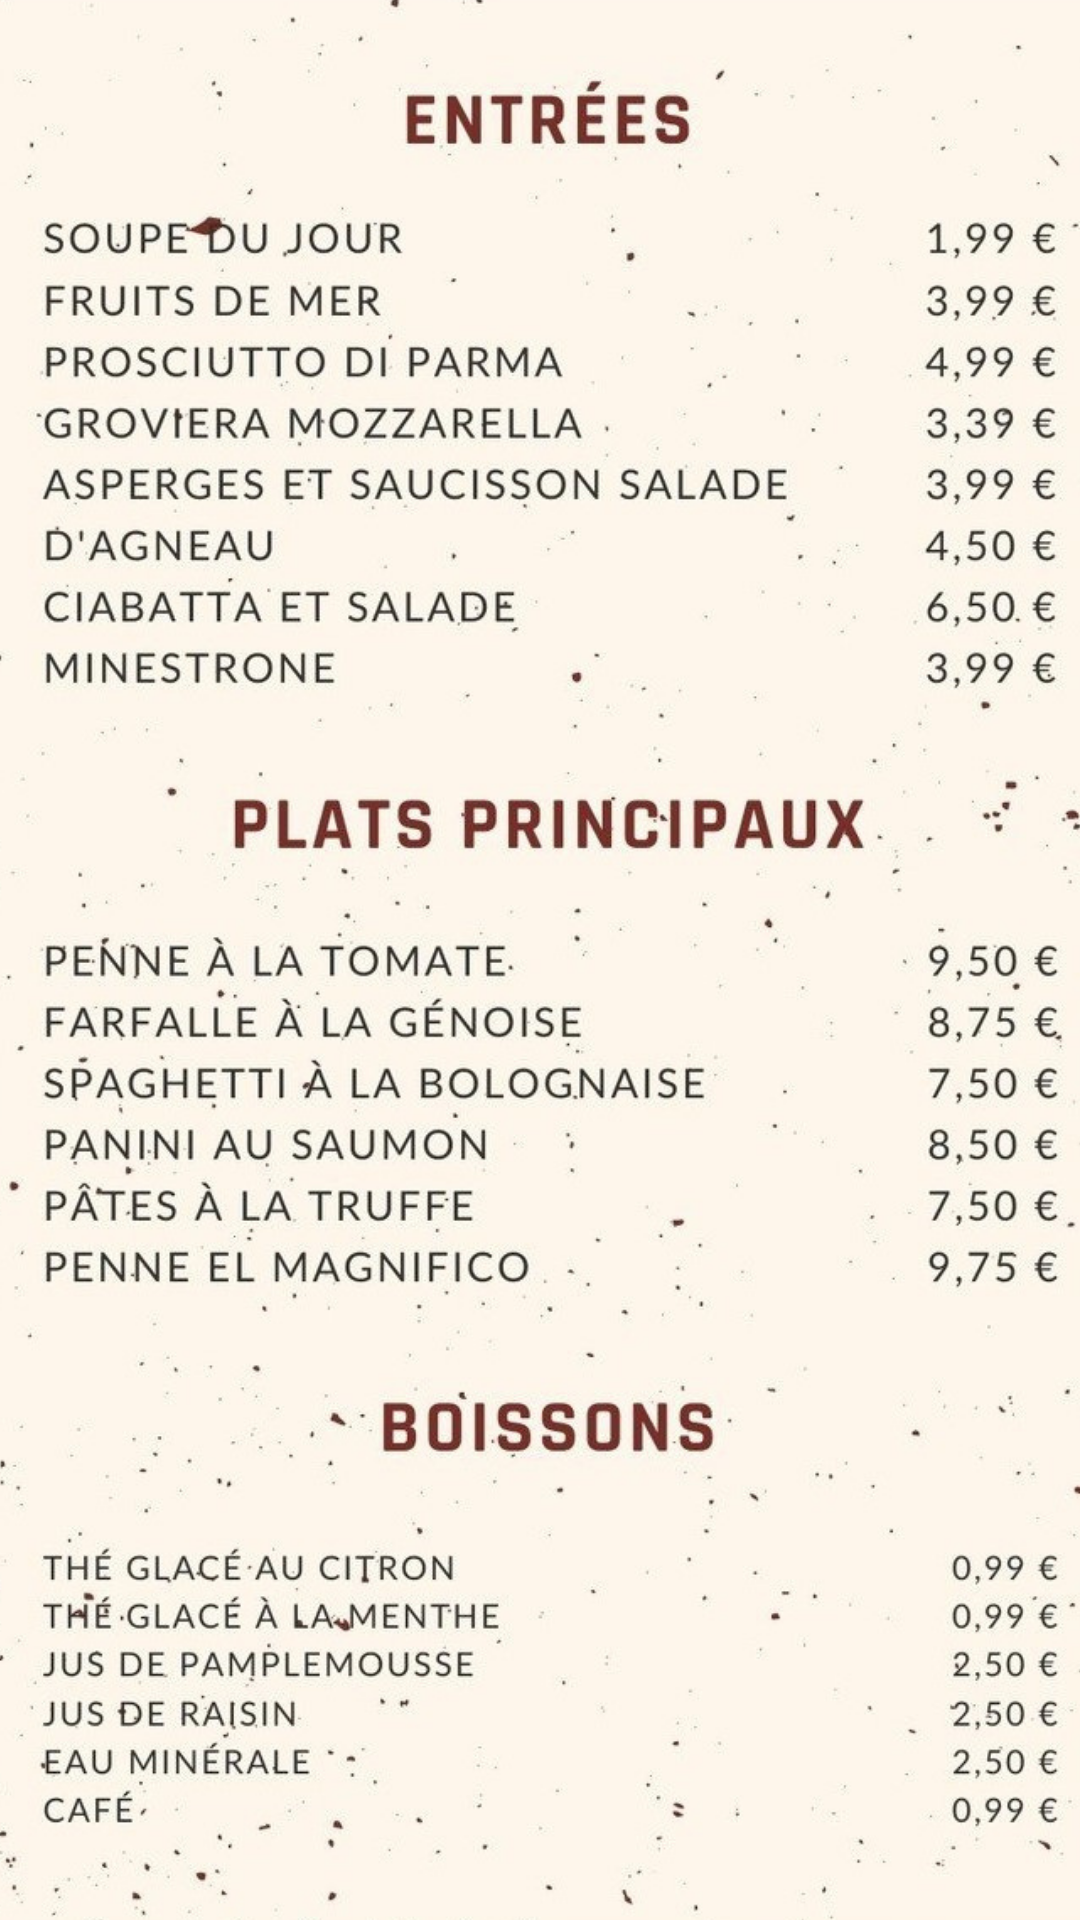 ENTRÉES
SOUPE DU JOUR 1,99 €
FRUITS DE MER 3,99 €
PROSCIUTTO DI PARMA 4,99 €
GROVIERA MOZZARELLA 3,39 €
ASPERGES ET SAUCISSON SALADE 3,99 €
D'AGNEAU 4,50 €
CIABATTA ET SALADE 6,50 €
MINESTRONE 3,99 €
PLATS PRINCIPAUX
PENNE À LA TOMATE 9,50 €
FARFALLE À LA GÉNOISE 8,75 €
SPAGHETTI À LA BOLOGNAISE 7,50 €
PANINI AU SAUMON 8,50 €
PÂTES À LA TRUFFE 7,50 €
PENNE EL MAGNIFICO 9,75 €
BOISSONS
THÉ GLACÉ AU CITRON 0,99 €
THÉ GLACÉ À LA MENTHE 0,99 €
JUS DE PAMPLEMOUSSE 2,50 €
JUS DE RAISIN 2,50 €
EAU MINÉRALE 2,50 €
CAFÉ 0,99 €